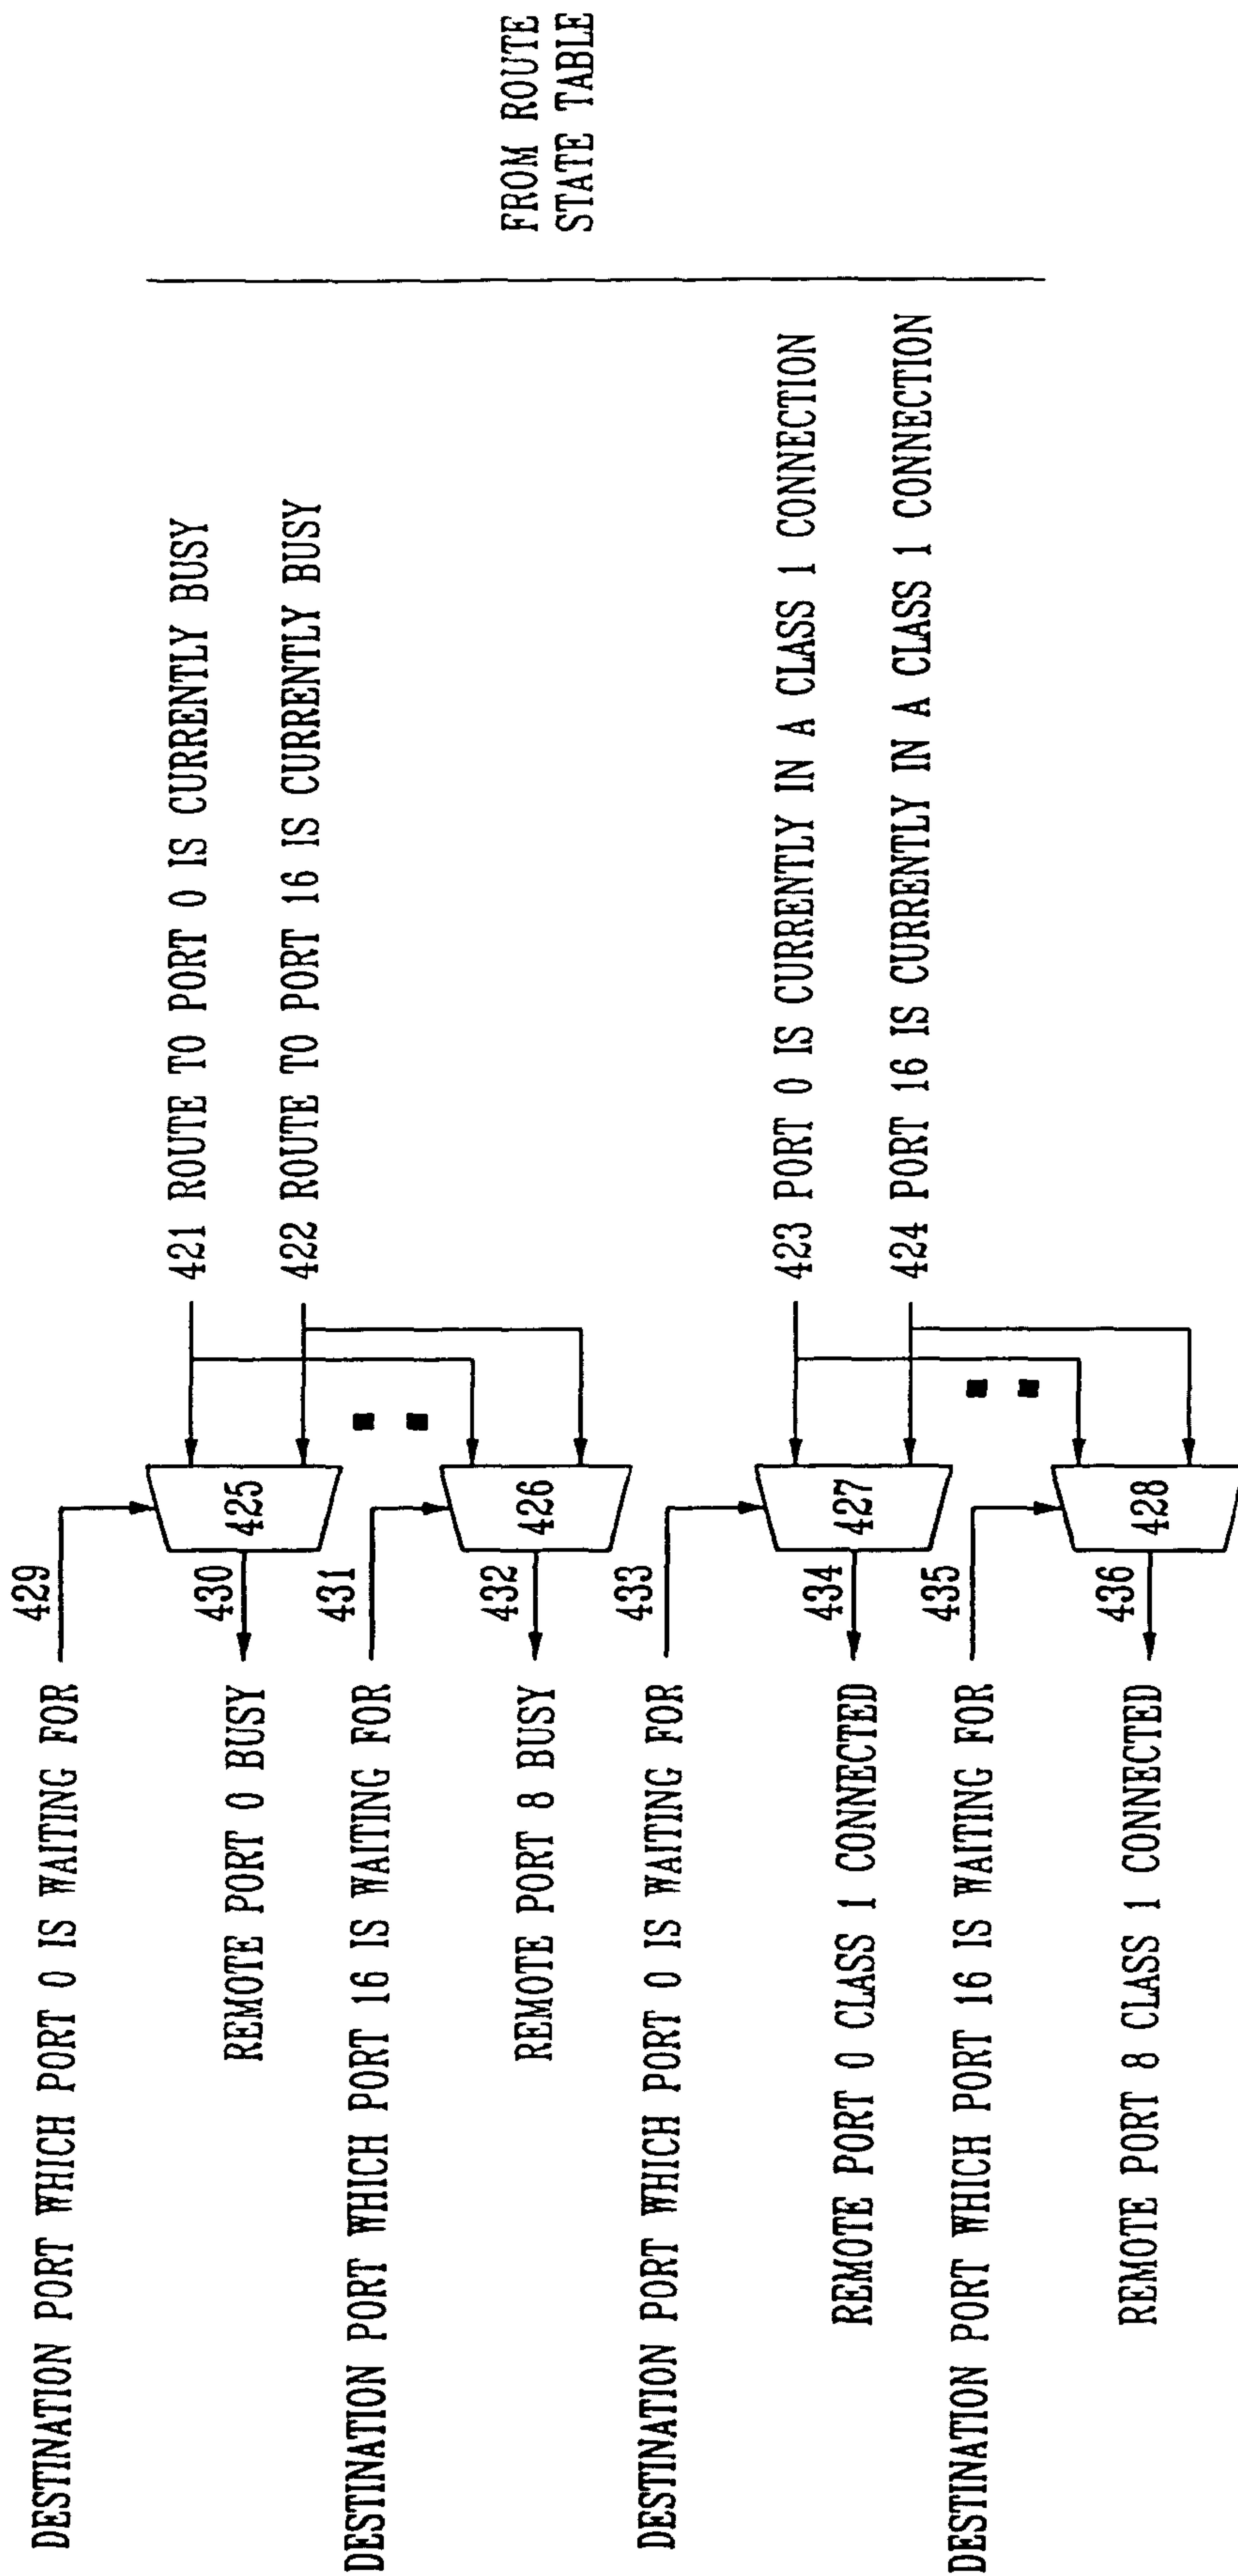 DESTINATION PORT WHICH PORT 0 IS WAITING FOR
429
421 ROUTE TO PORT 0 IS CURRENTLY BUSY
425
430
REMOTE PORT 0 BUSY
422 ROUTE TO PORT 16 IS CURRENTLY BUSY
DESTINATION PORT WHICH PORT 16 IS WAITING FOR
431
426
432
REMOTE PORT 8 BUSY
FROM ROUTE
STATE TABLE
DESTINATION PORT WHICH PORT 0 IS WAITING FOR
433
423 PORT 0 IS CURRENTLY IN A CLASS 1 CONNECTION
427
434
REMOTE PORT 0 CLASS 1 CONNECTED
424 PORT 16 IS CURRENTLY IN A CLASS 1 CONNECTION
DESTINATION PORT WHICH PORT 16 IS WAITING FOR
435
428
436
REMOTE PORT 8 CLASS 1 CONNECTED